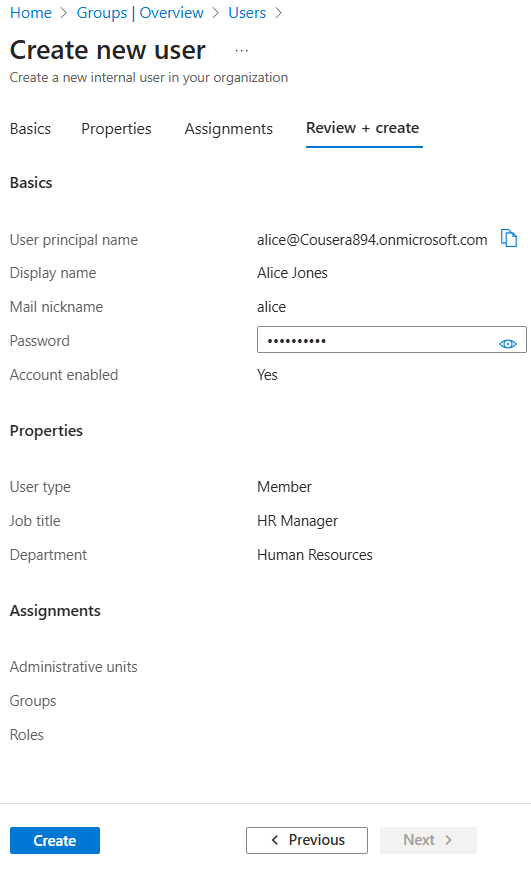 Home > Groups | Overview > Users >
Create new user ...
Create a new internal user in your organization
Basics Properties Assignments Review + create
Basics
User principal name alice@Cousera894.onmicrosoft.com
Display name Alice Jones
Mail nickname alice
Password ••••••••••
Account enabled Yes
Properties
User type Member
Job title HR Manager
Department Human Resources
Assignments
Administrative units
Groups
Roles
Create < Previous Next >